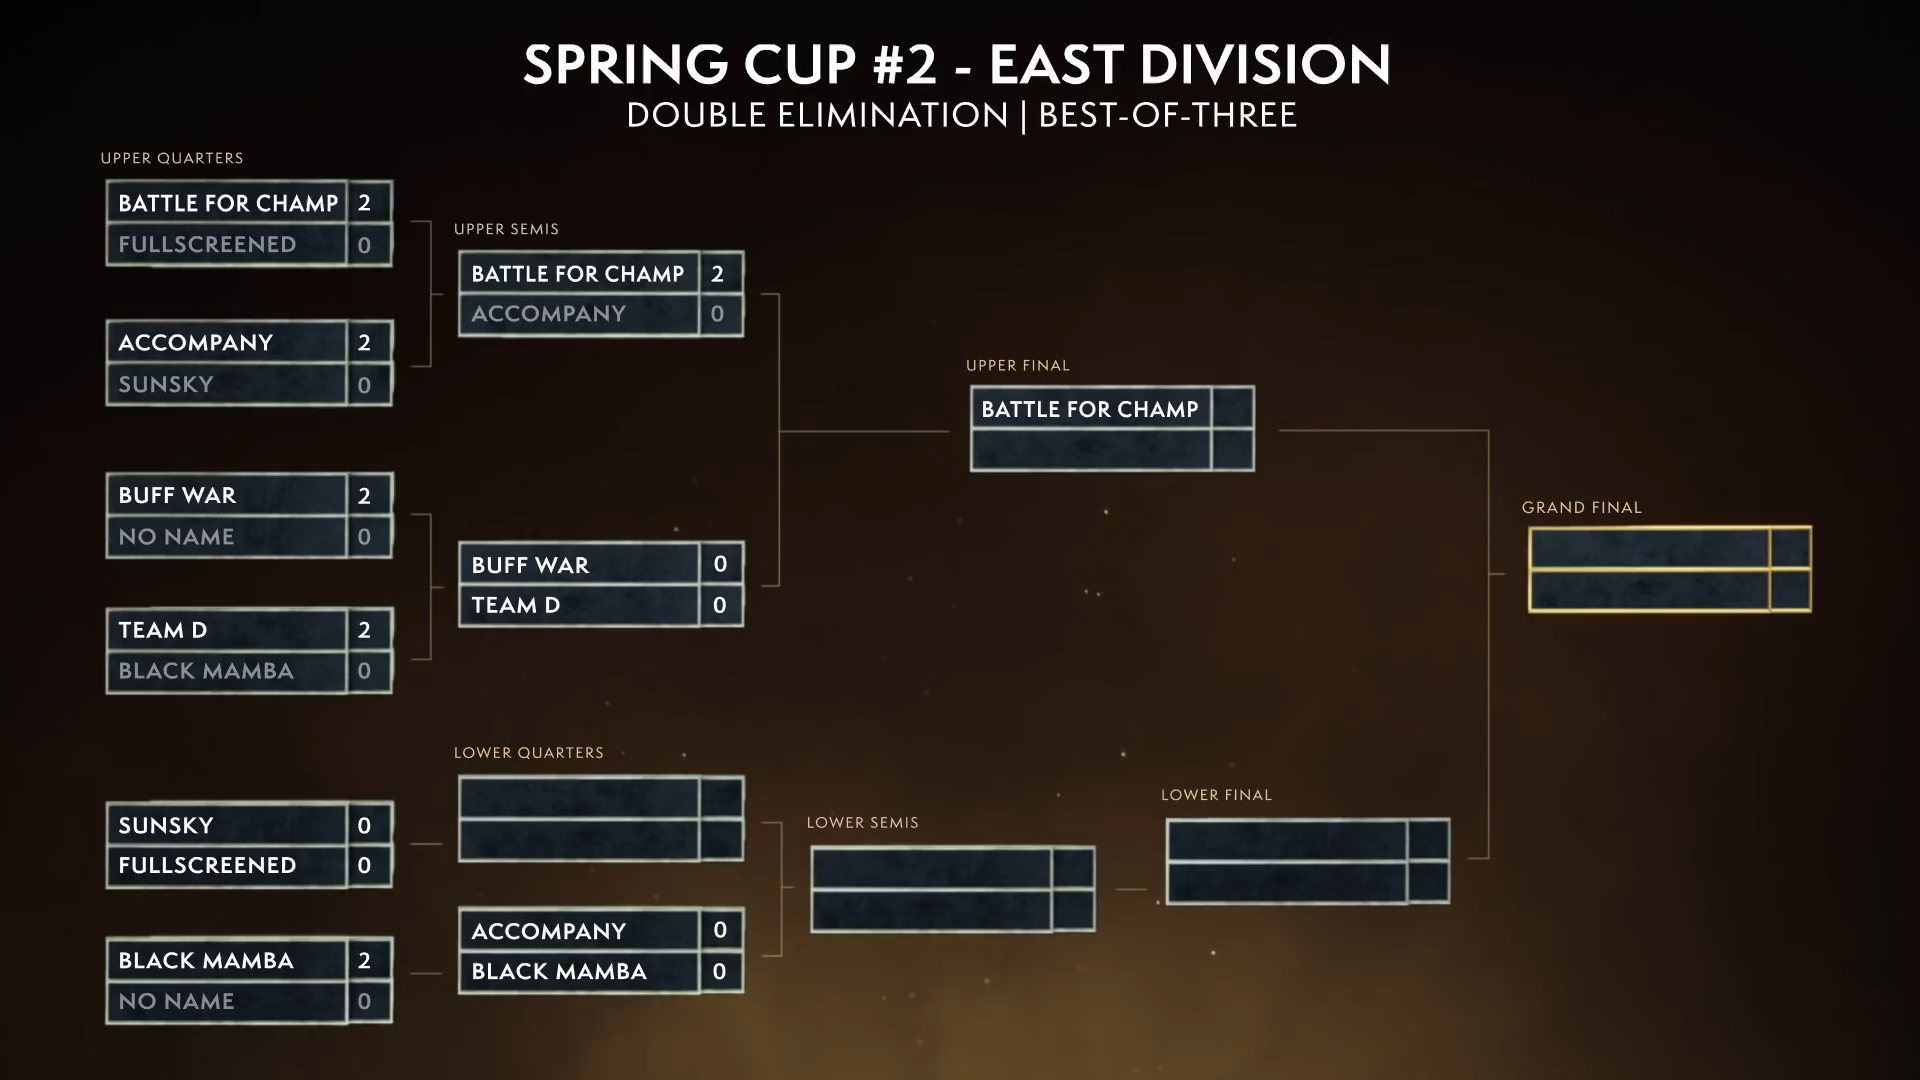 SPRING CUP #2 - EAST DIVISION
DOUBLE ELIMINATION | BEST-OF-THREE
UPPER QUARTERS
BATTLE FOR CHAMP 2
FULLSCREENED 0
ACCOMPANY 2
SUNSKY 0
BUFF WAR 2
NO NAME 0
TEAM D 2
BLACK MAMBA 0
UPPER SEMIS
BATTLE FOR CHAMP 2
ACCOMPANY 0
BUFF WAR 0
TEAM D 0
UPPER FINAL
BATTLE FOR CHAMP
GRAND FINAL
SUNSKY 0
FULLSCREENED 0
BLACK MAMBA 2
NO NAME 0
LOWER QUARTERS
ACCOMPANY 0
BLACK MAMBA 0
LOWER SEMIS
LOWER FINAL